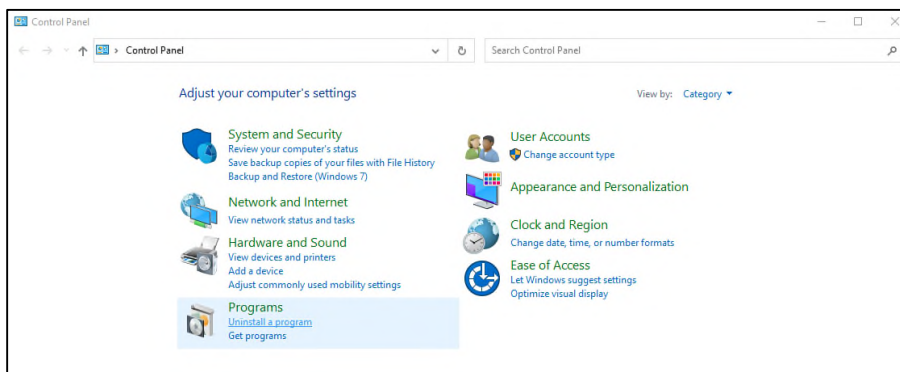 Control Panel
Control Panel
Search Control Panel
Adjust your computer's settings
View by: Category
System and Security
Review your computer's status
Save backup copies of your files with File History
Backup and Restore (Windows 7)
Network and Internet
View network status and tasks
Hardware and Sound
View devices and printers
Add a device
Adjust commonly used mobility settings
Programs
Uninstall a program
Get programs
User Accounts
Change account type
Appearance and Personalization
Clock and Region
Change date, time, or number formats
Ease of Access
Let Windows suggest settings
Optimize visual display